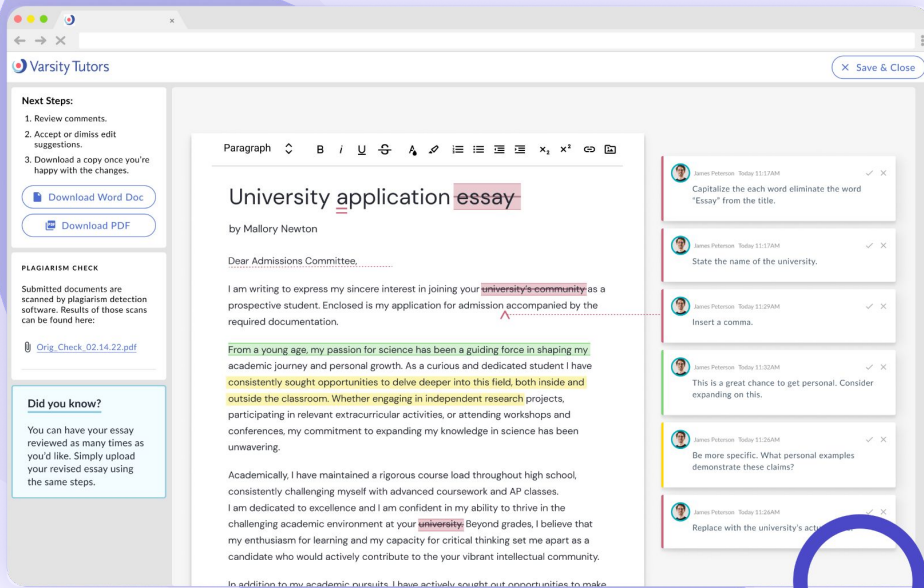 Varsity Tutors
Save & Close
Next Steps:
1. Review comments.
2. Accept or dimiss edit
suggestions.
3. Download a copy once you're
happy with the changes.
Download Word Doc
Download PDF
PLAGIARISM CHECK
Submitted documents are
scanned by plagiarism detection
software. Results of those scans
can be found here:
Orig_Check_02.14.22.pdf
Did you know?
You can have your essay
reviewed as many times as
you'd like. Simply upload
your revised essay using
the same steps.
Paragraph B i U S A x₂ x²
University application essay
by Mallory Newton
Dear Admissions Committee,
I am writing to express my sincere interest in joining your university's community as a
prospective student. Enclosed is my application for admission accompanied by the
required documentation.
From a young age, my passion for science has been a guiding force in shaping my
academic journey and personal growth. As a curious and dedicated student I have
consistently sought opportunities to delve deeper into this field, both inside and
outside the classroom. Whether engaging in independent research projects,
participating in relevant extracurricular activities, or attending workshops and
conferences, my commitment to expanding my knowledge in science has been
unwavering.
Academically, I have maintained a rigorous course load throughout high school,
consistently challenging myself with advanced coursework and AP classes.
I am dedicated to excellence and I am confident in my ability to thrive in the
challenging academic environment at your university. Beyond grades, I believe that
my enthusiasm for learning and my capacity for critical thinking set me apart as a
candidate who would actively contribute to the your vibrant intellectual community.
In addition to my academic pursuits, I have actively sought out opportunities to make
James Peterson Today 11:17AM
Capitalize the each word eliminate the word
"Essay" from the title.
James Peterson Today 11:17AM
State the name of the university.
James Peterson Today 11:29AM
Insert a comma.
James Peterson Today 11:32AM
This is a great chance to get personal. Consider
expanding on this.
James Peterson Today 11:26AM
Be more specific. What personal examples
demonstrate these claims?
James Peterson Today 11:26AM
Replace with the university's